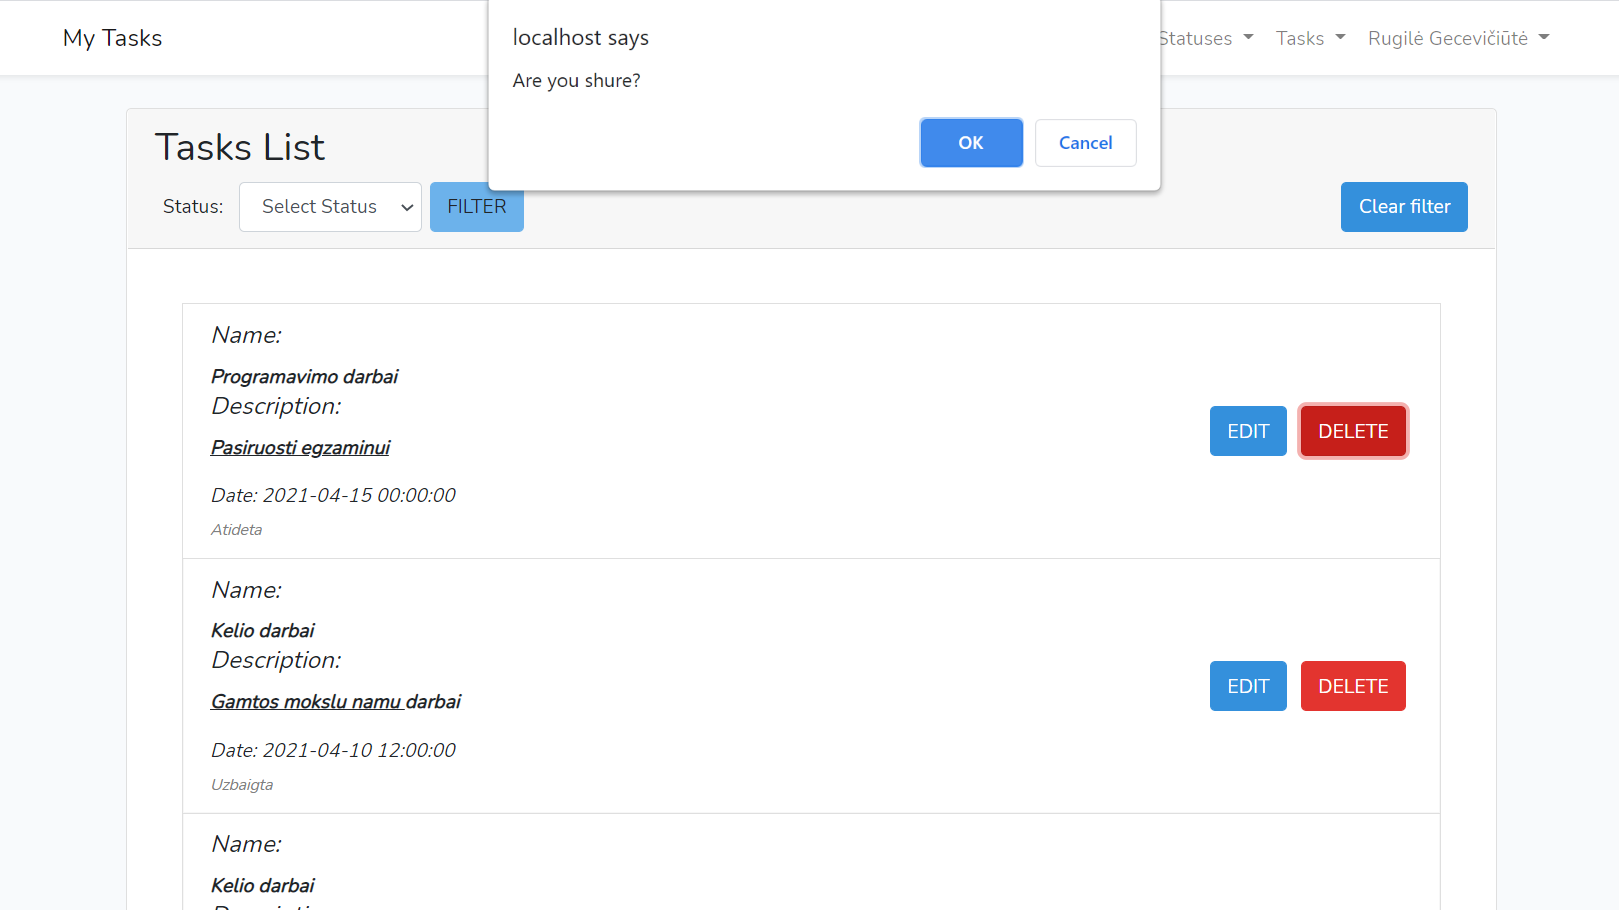 My Tasks
Statuses Tasks Rugilė Gecevičiūtė
localhost says
Are you shure?
OK Cancel
Tasks List
Status: Select Status FILTER Clear filter
Name:
Programavimo darbai
Description:
Pasiruosti egzaminui
Date: 2021-04-15 00:00:00
Atideta
EDIT DELETE
Name:
Kelio darbai
Description:
Gamtos mokslu namu darbai
Date: 2021-04-10 12:00:00
Uzbaigta
EDIT DELETE
Name:
Kelio darbai